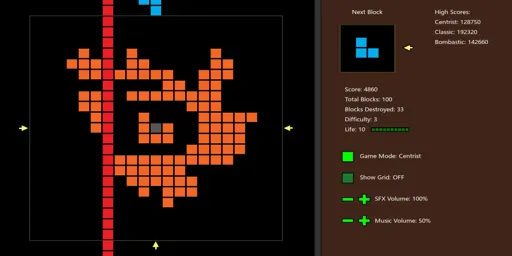 Next Block
High Scores:
Centrist: 128750
Classic: 192320
Bombastic: 142660
Score: 4860
Total Blocks: 100
Blocks Destroyed: 33
Difficulty: 3
Life: 10
Game Mode: Centrist
Show Grid: OFF
SFX Volume: 100%
Music Volume: 50%